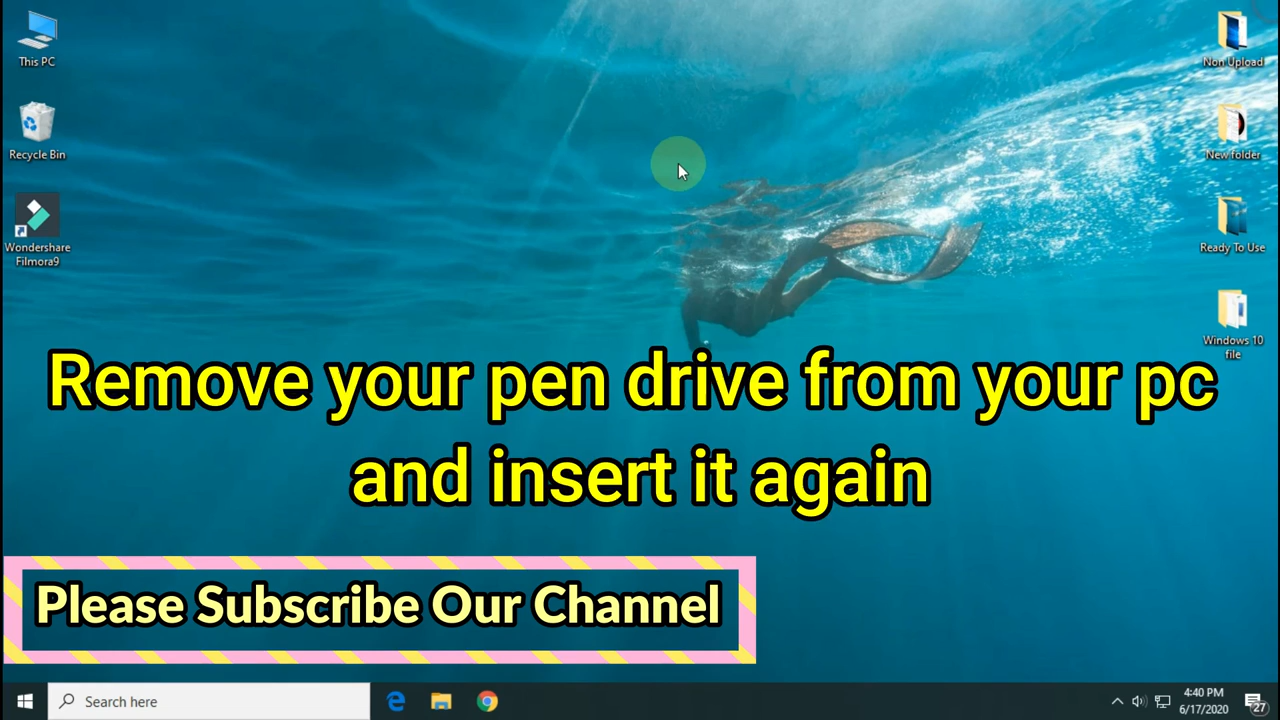 This PC
Recycle Bin
Wondershare
Filmora9
Non Upload
New folder
Ready To Use
Windows 10
file
Remove your pen drive from your pc
and insert it again
Please Subscribe Our Channel
Search here
4:40 PM
6/17/2020
27